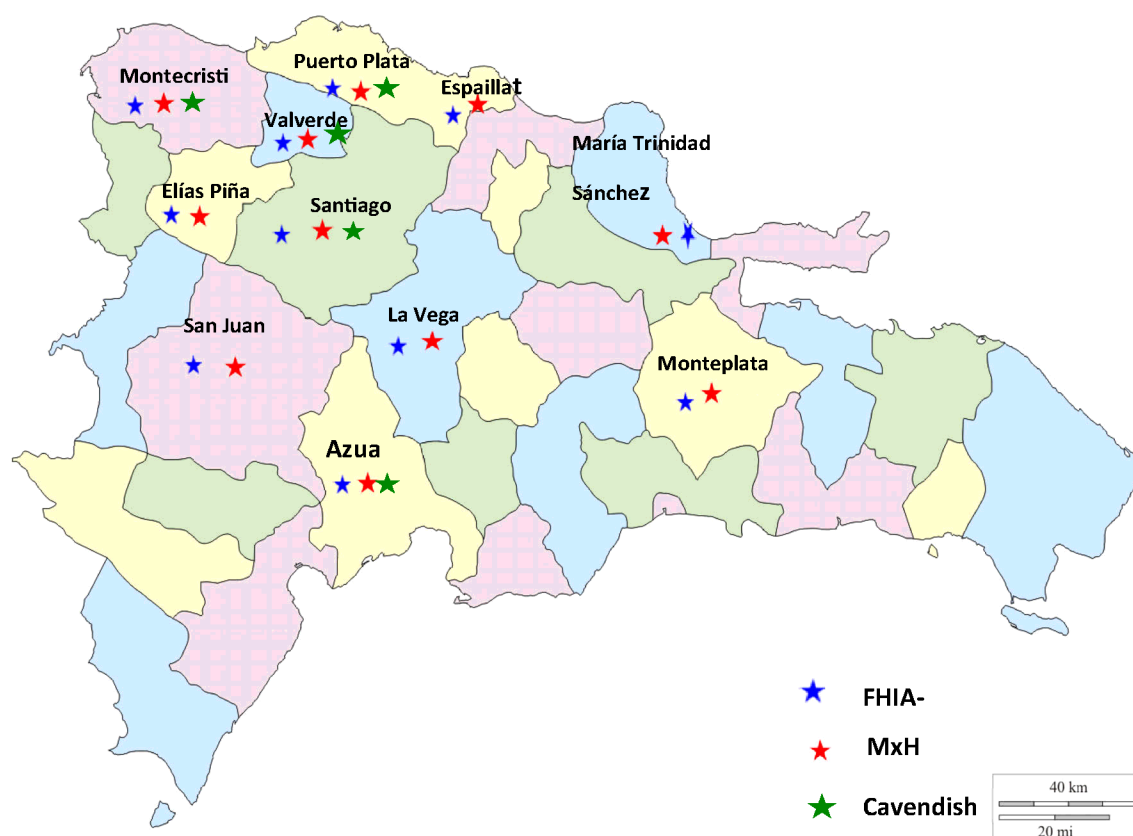 Puerto Plata
Montecristi
Espaillat
Valverde
María Trinidad
Sánchez
Elías Piña
Santiago
La Vega
San Juan
Monteplata
Azua
FHIA-
MxH
Cavendish
40 km
20 mi